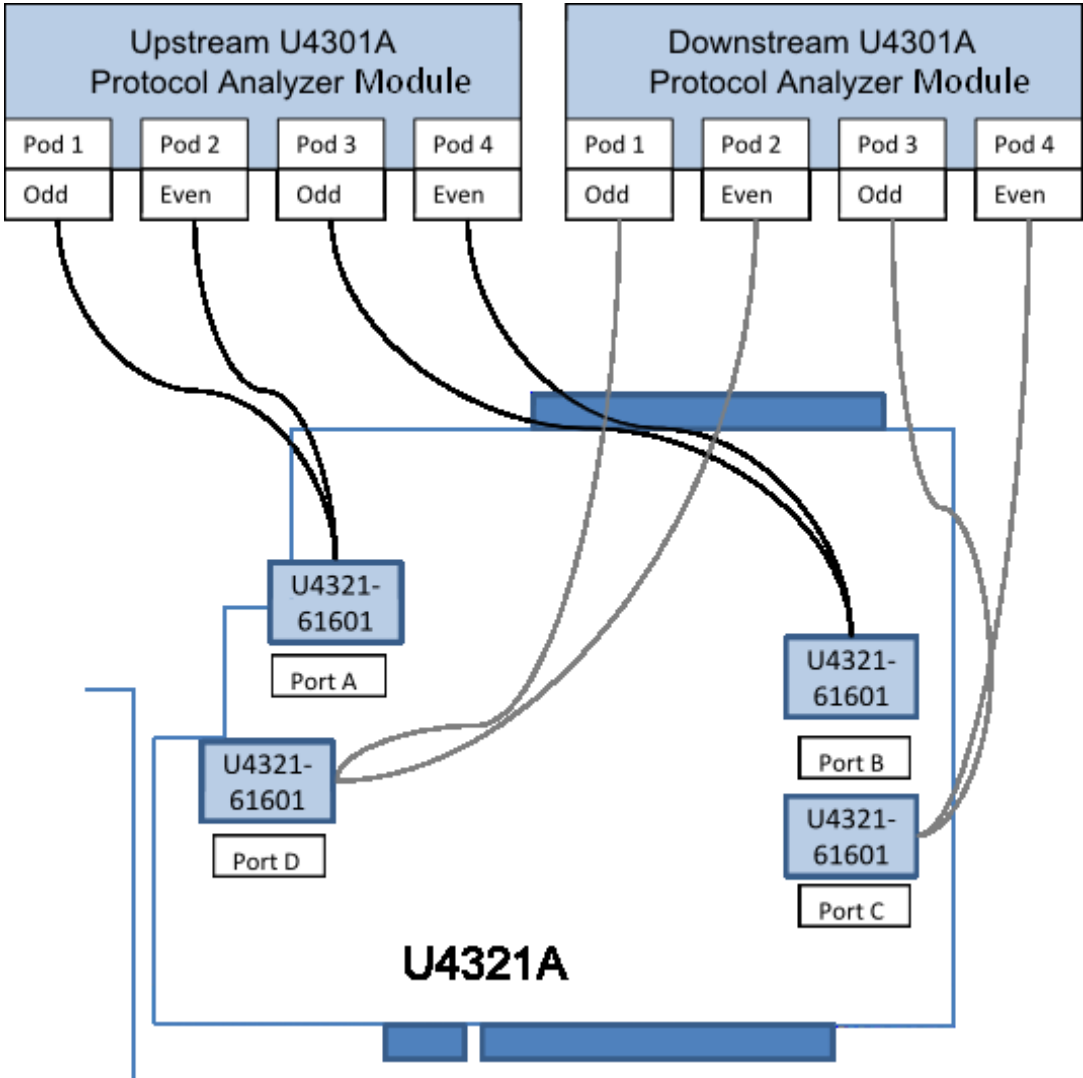 Upstream U4301A
Protocol Analyzer Module
Downstream U4301A
Protocol Analyzer Module
Pod 1
Pod 2
Pod 3
Pod 4
Pod 1
Pod 2
Pod 3
Pod 4
Odd
Even
Odd
Even
Odd
Even
Odd
Even
U4321-
61601
Port A
U4321-
61601
Port B
U4321-
61601
Port D
U4321-
61601
Port C
U4321A